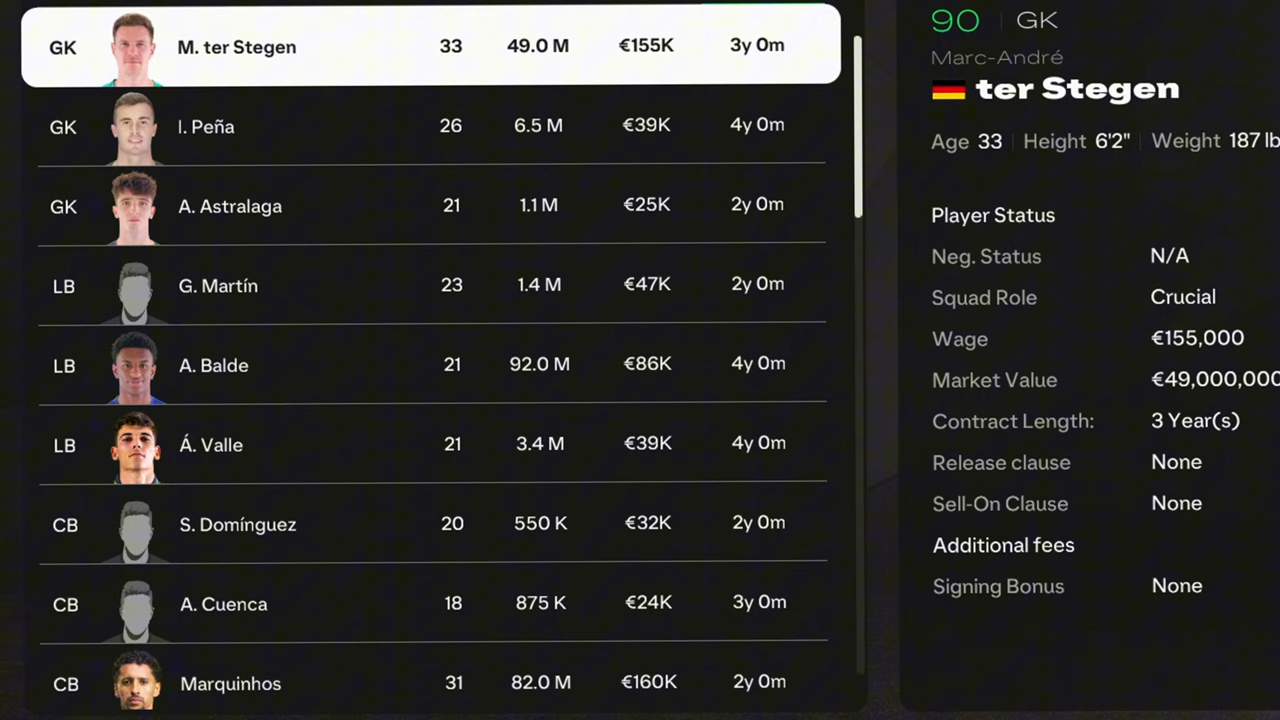 GK M. ter Stegen 33 49.0 M €155K 3y 0m
GK I. Peña 26 6.5 M €39K 4y 0m
GK A. Astralaga 21 1.1 M €25K 2y 0m
LB G. Martín 23 1.4 M €47K 2y 0m
LB A. Balde 21 92.0 M €86K 4y 0m
LB Á. Valle 21 3.4 M €39K 4y 0m
CB S. Domínguez 20 550 K €32K 2y 0m
CB A. Cuenca 18 875 K €24K 3y 0m
CB Marquinhos 31 82.0 M €160K 2y 0m
90 GK
Marc-André
ter Stegen
Age 33 Height 6'2" Weight 187 lb
Player Status
Neg. Status N/A
Squad Role Crucial
Wage €155,000
Market Value €49,000,000
Contract Length: 3 Year(s)
Release clause None
Sell-On Clause None
Additional fees
Signing Bonus None